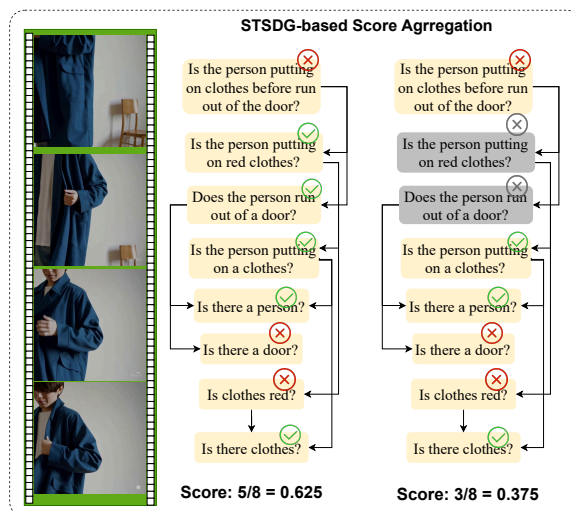 STSDG-based Score Agrregation
Is the person putting
on clothes before run
out of the door?
Is the person putting
on red clothes?
Does the person run
out of a door?
Is the person putting
on a clothes?
Is there a person?
Is there a door?
Is clothes red?
Is there clothes?
Score: 5/8 = 0.625
Is the person putting
on clothes before run
out of the door?
Is the person putting
on red clothes?
Does the person run
out of a door?
Is the person putting
on a clothes?
Is there a person?
Is there a door?
Is clothes red?
Is there clothes?
Score: 3/8 = 0.375